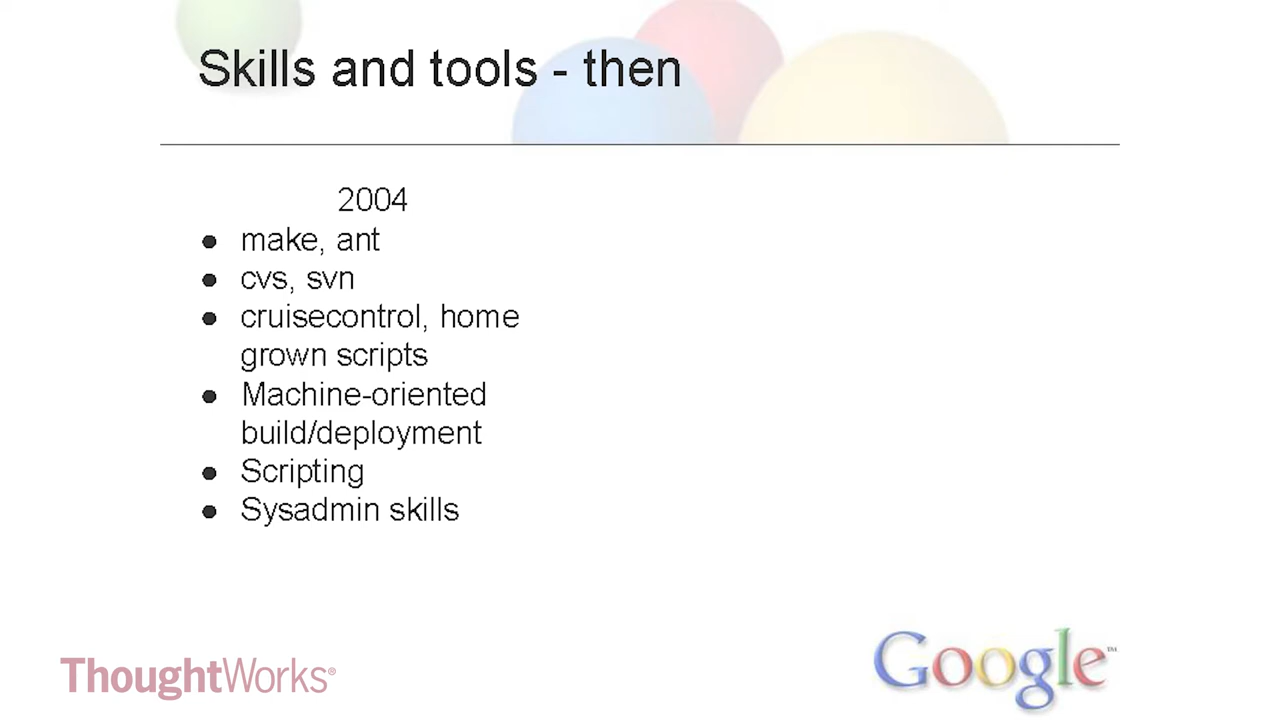 Skills and tools - then
2004
● make, ant
● cvs, svn
● cruisecontrol, home
grown scripts
● Machine-oriented
build/deployment
● Scripting
● Sysadmin skills
ThoughtWorks®
Google™